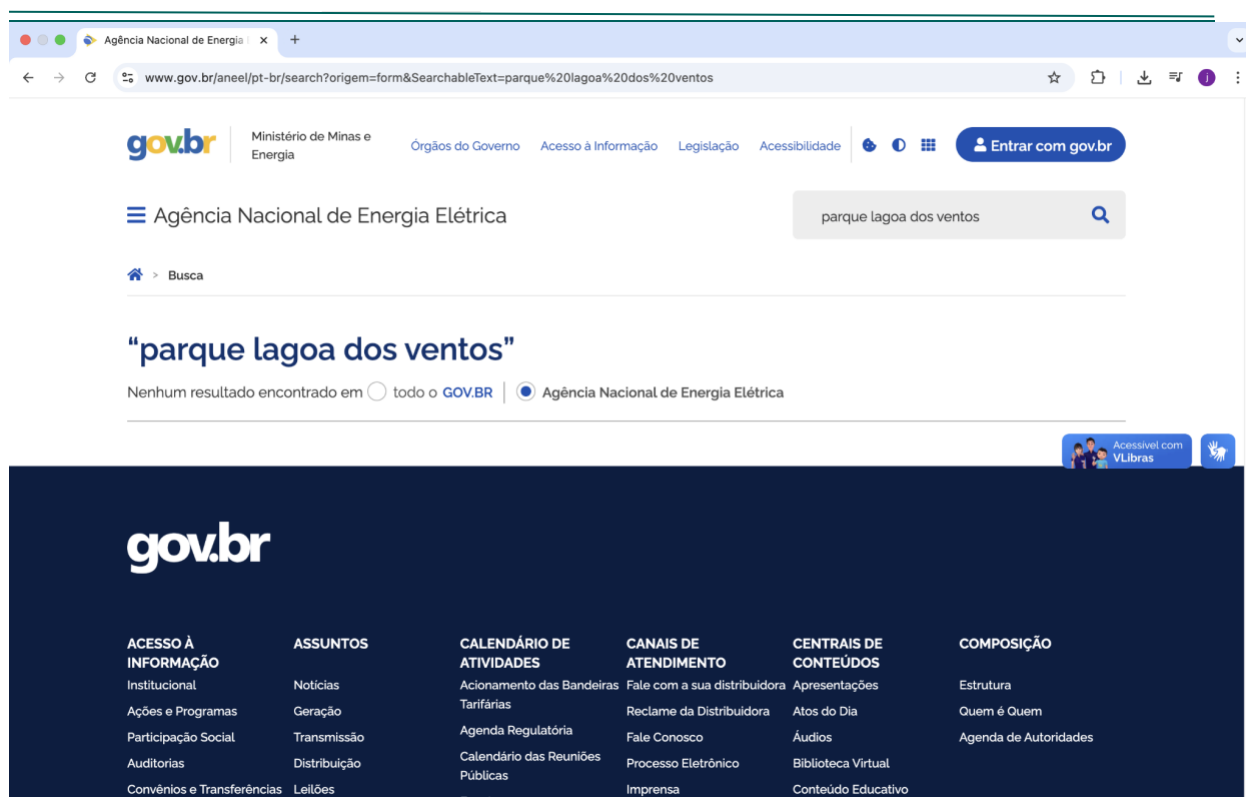 Agência Nacional de Energia
www.gov.br/aneel/pt-br/search?origem=form&SearchableText=parque%20lagoa%20dos%20ventos
j
gov.br
Ministério de Minas e
Energia
Órgãos do Governo
Acesso à Informação
Legislação
Acessibilidade
Entrar com gov.br
Agência Nacional de Energia Elétrica
parque lagoa dos ventos
> Busca
“parque lagoa dos ventos”
Nenhum resultado encontrado em todo o GOV.BR | Agência Nacional de Energia Elétrica
Acessível com
VLibras
gov.br
ACESSO À
INFORMAÇÃO
Institucional
Ações e Programas
Participação Social
Auditorias
Convênios e Transferências
ASSUNTOS
Notícias
Geração
Transmissão
Distribuição
Leilões
CALENDÁRIO DE
ATIVIDADES
Acionamento das Bandeiras
Tarifárias
Agenda Regulatória
Calendário das Reuniões
Públicas
CANAIS DE
ATENDIMENTO
Fale com a sua distribuidora
Reclame da Distribuidora
Fale Conosco
Processo Eletrônico
Imprensa
CENTRAIS DE
CONTEÚDOS
Apresentações
Atos do Dia
Áudios
Biblioteca Virtual
Conteúdo Educativo
COMPOSIÇÃO
Estrutura
Quem é Quem
Agenda de Autoridades